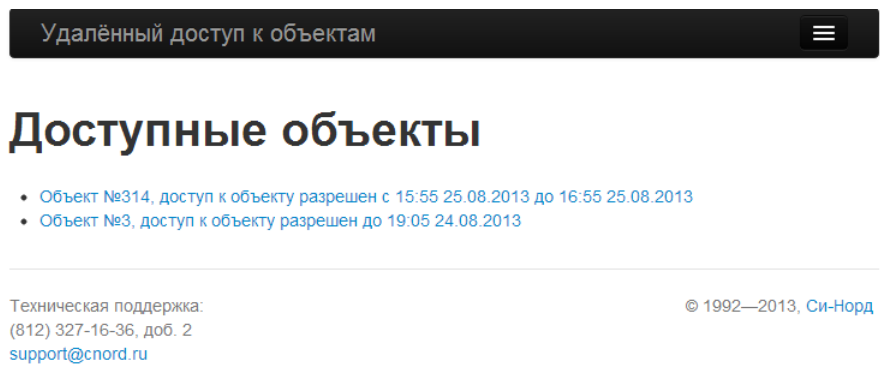 Удалённый доступ к объектам
Доступные объекты
Объект №314, доступ к объекту разрешен с 15:55 25.08.2013 до 16:55 25.08.2013
Объект №3, доступ к объекту разрешен до 19:05 24.08.2013
Техническая поддержка:
(812) 327-16-36, доб. 2
support@cnord.ru
© 1992—2013, Си-Норд